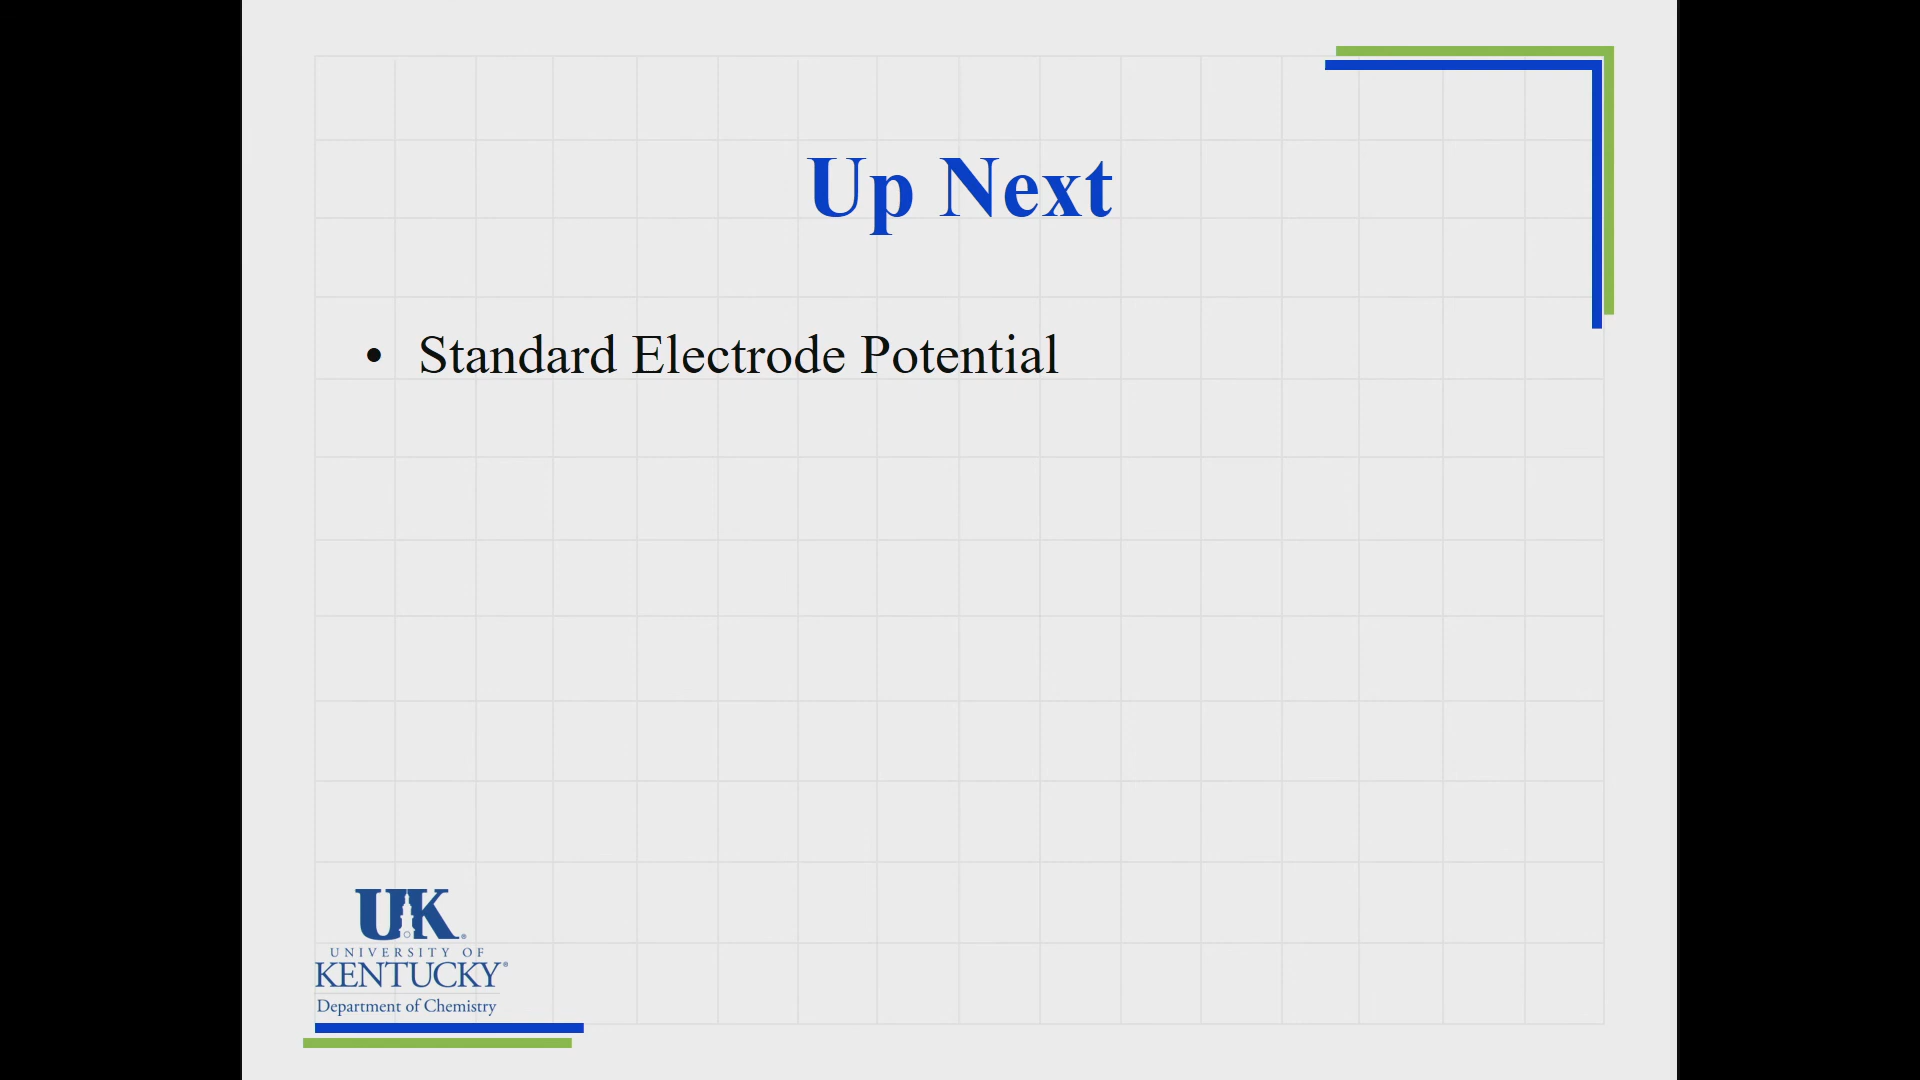 Up Next
• Standard Electrode Potential
UK®
UNIVERSITY OF
KENTUCKY®
Department of Chemistry